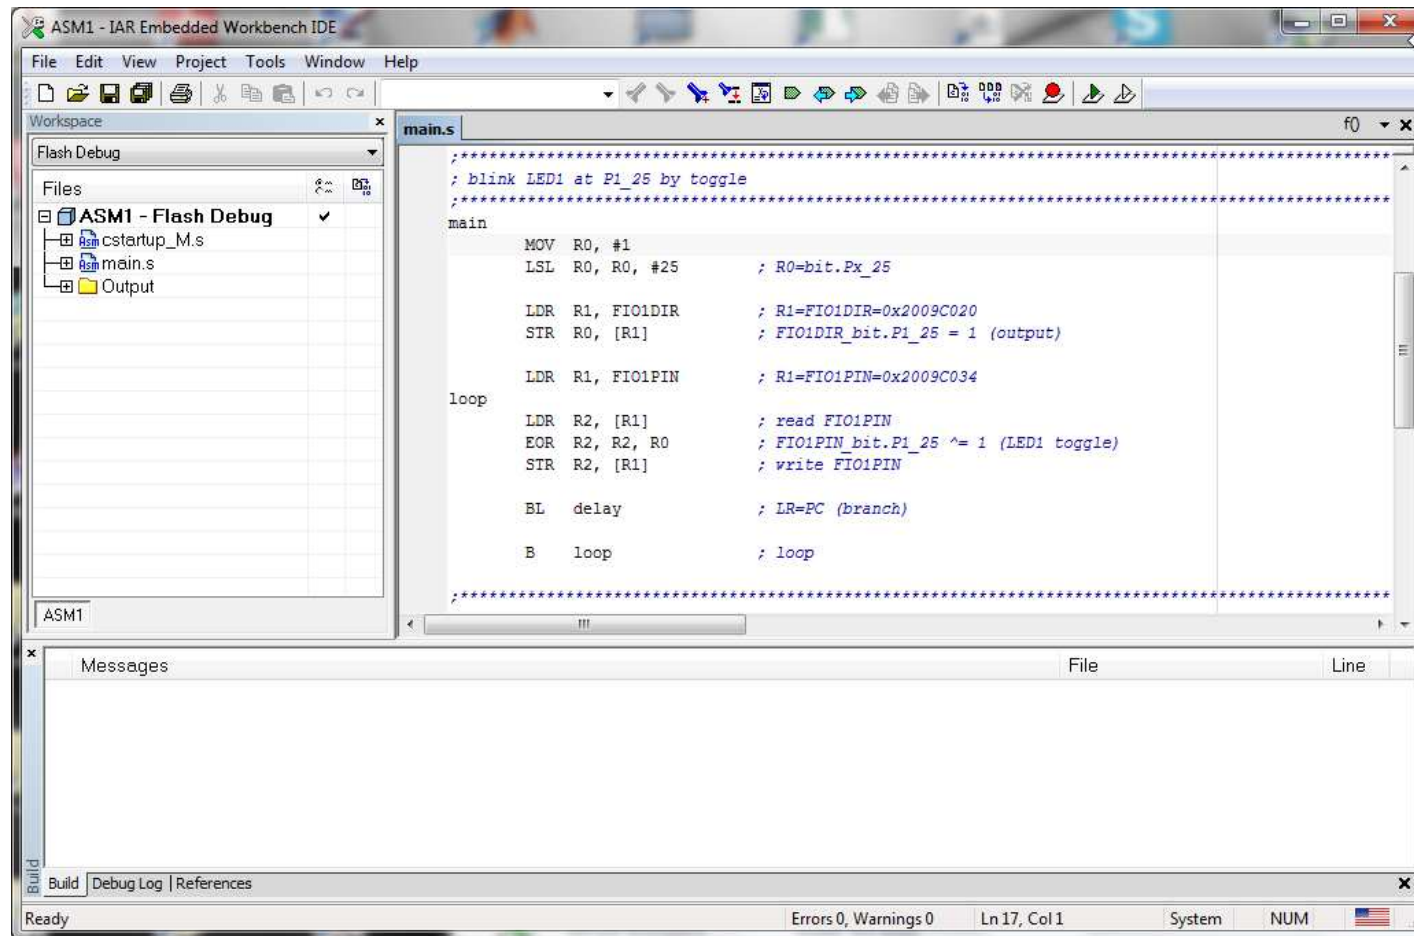 ASM1 - IAR Embedded Workbench IDE
File Edit View Project Tools Window Help
Workspace
Flash Debug
Files
ASM1 - Flash Debug
Asm cstartup_M.s
Asm main.s
Output
ASM1
main.s
f()
;**************************************************************************************************
; blink LED1 at P1_25 by toggle
;**************************************************************************************************
main
MOV R0, #1
LSL R0, R0, #25 ; R0=bit.Px_25
LDR R1, FIO1DIR ; R1=FIO1DIR=0x2009C020
STR R0, [R1] ; FIO1DIR_bit.P1_25 = 1 (output)
LDR R1, FIO1PIN ; R1=FIO1PIN=0x2009C034
loop
LDR R2, [R1] ; read FIO1PIN
EOR R2, R2, R0 ; FIO1PIN_bit.P1_25 ^= 1 (LED1 toggle)
STR R2, [R1] ; write FIO1PIN
BL delay ; LR=PC (branch)
B loop ; loop
;**************************************************************************************************
Messages File Line
Build
Build Debug Log References
Ready Errors 0, Warnings 0 Ln 17, Col 1 System NUM